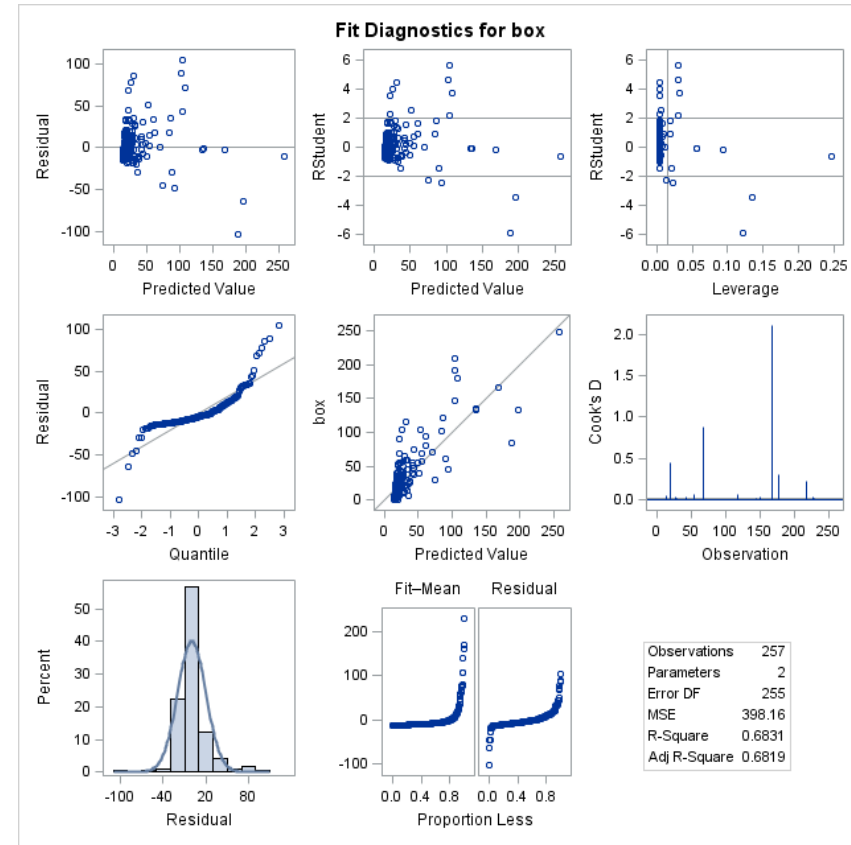 Fit Diagnostics for box
100
50
0
-50
-100
Residual
0 50 100 150 200 250
Predicted Value
6
4
2
0
-2
-4
-6
RStudent
0 50 100 150 200 250
Predicted Value
6
4
2
0
-2
-4
-6
RStudent
0.00 0.05 0.10 0.15 0.20 0.25
Leverage
100
50
0
-50
-100
Residual
-3 -2 -1 0 1 2 3
Quantile
250
200
150
100
50
0
box
0 50 100 150 200 250
Predicted Value
2.0
1.5
1.0
0.5
0.0
Cook's D
0 50 100 150 200 250
Observation
50
40
30
20
10
0
Percent
-100 -40 20 80
Residual
Fit–Mean Residual
200
100
0
-100
0.0 0.4 0.8 0.0 0.4 0.8
Proportion Less
Observations 257
Parameters 2
Error DF 255
MSE 398.16
R-Square 0.6831
Adj R-Square 0.6819